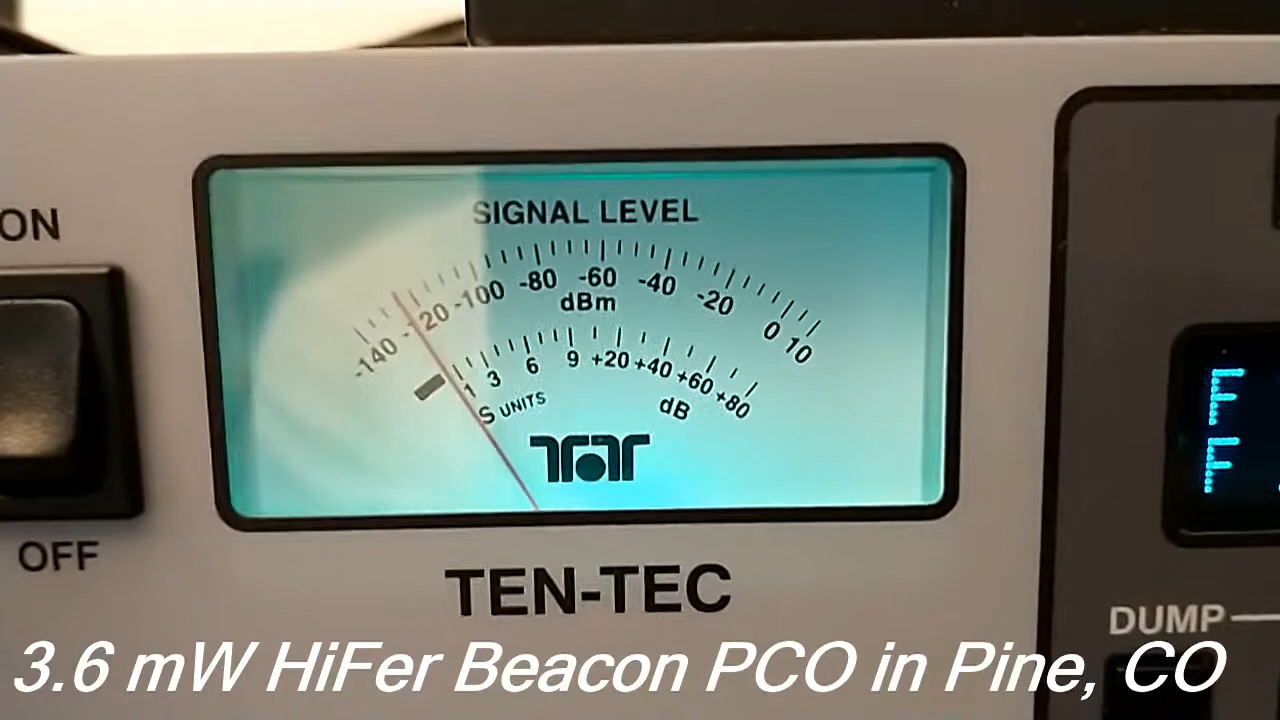 ON
SIGNAL LEVEL
-140 -120 -100 -80 -60 -40 -20 0 10
dBm
1 3 6 9 +20 +40 +60 +80
S UNITS dB
TT
OFF
TEN-TEC
DUMP
3.6 mW HiFer Beacon PCO in Pine, CO